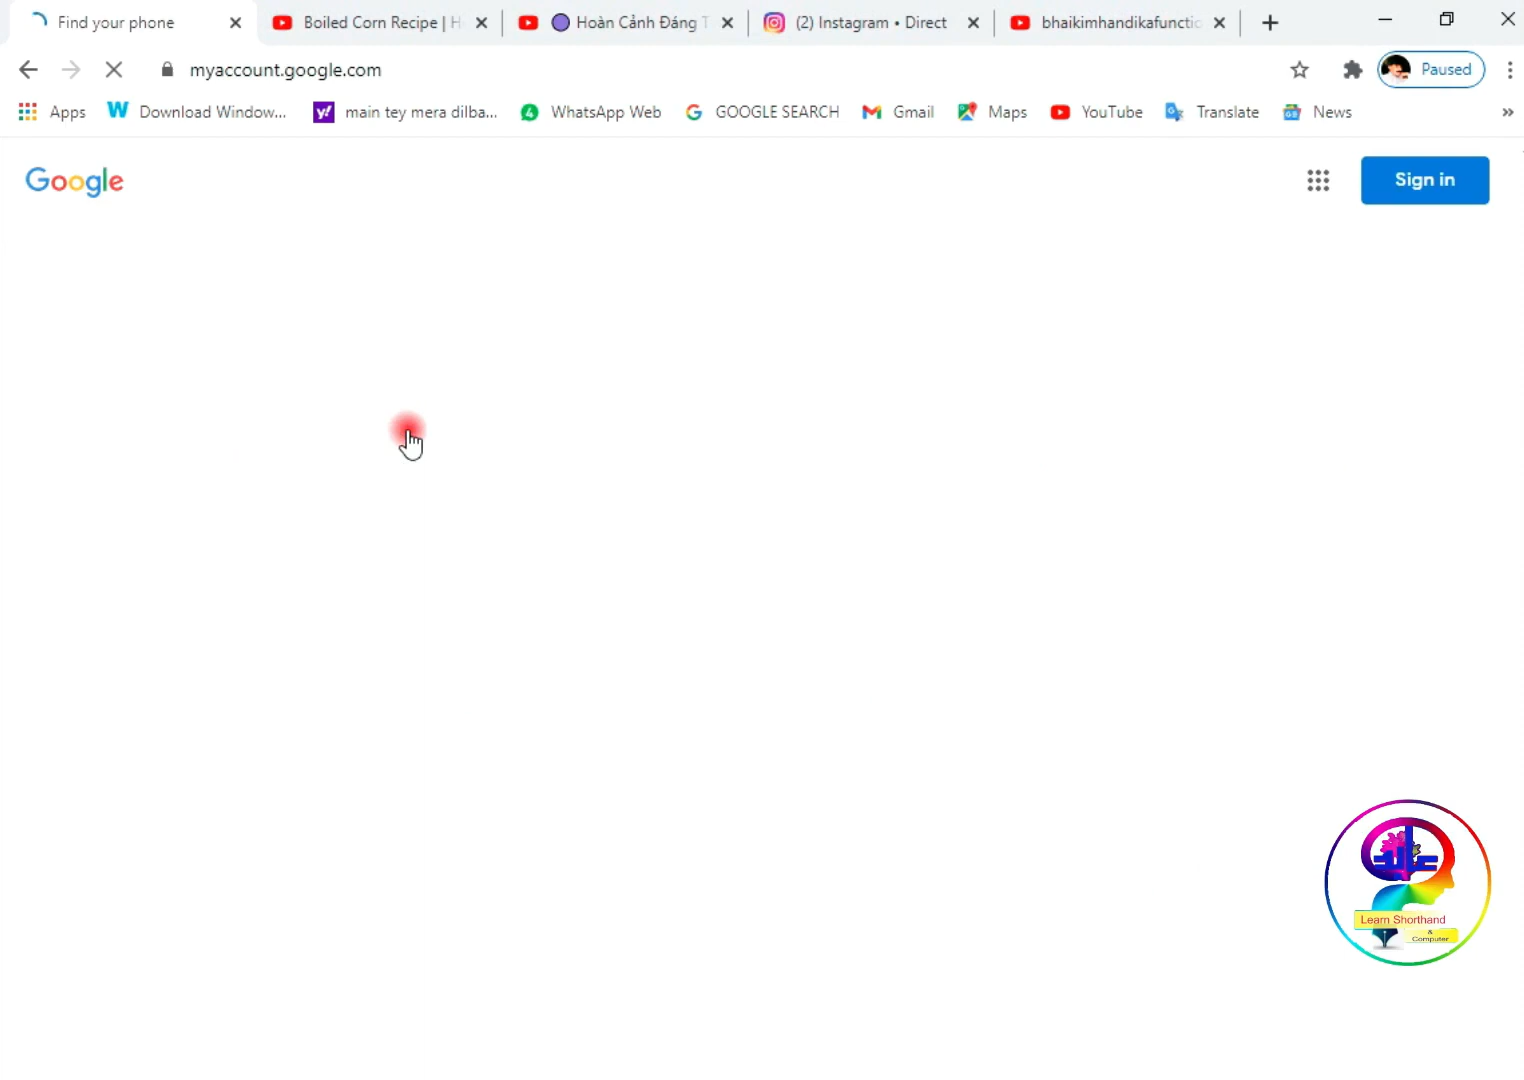 Find your phone
Boiled Corn Recipe | H
Hoàn Cảnh Đáng T
(2) Instagram • Direct
bhaikimhandikafunctio
myaccount.google.com
Paused
Apps
Download Window...
main tey mera dilba...
WhatsApp Web
GOOGLE SEARCH
Gmail
Maps
YouTube
Translate
News
Google
Sign in
Learn Shorthand
&
Computer